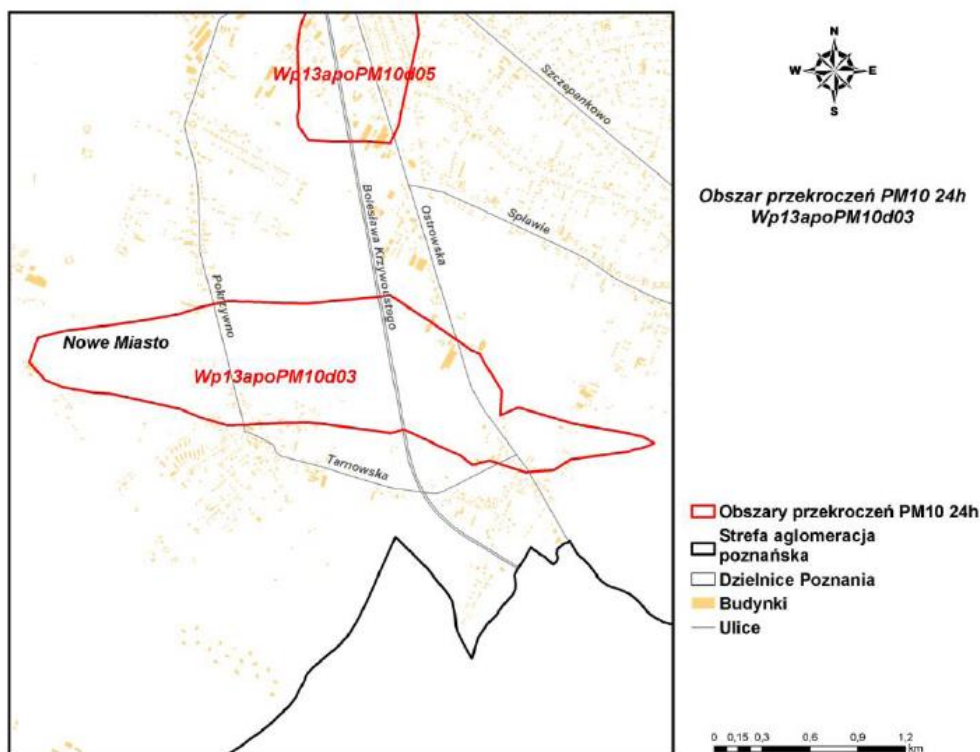 Wp13apoPM10d05
Szczepankowo
Bolesława Krzywoustego
Ostrowska
Spławie
Pokrzywno
Nowe Miasto
Wp13apoPM10d03
Tarnowska
N
W E
S
Obszar przekroczeń PM10 24h
Wp13apoPM10d03
Obszary przekroczeń PM10 24h
Strefa aglomeracja
poznańska
Dzielnice Poznania
Budynki
Ulice
0 0,15 0,3 0,6 0,9 1,2
km